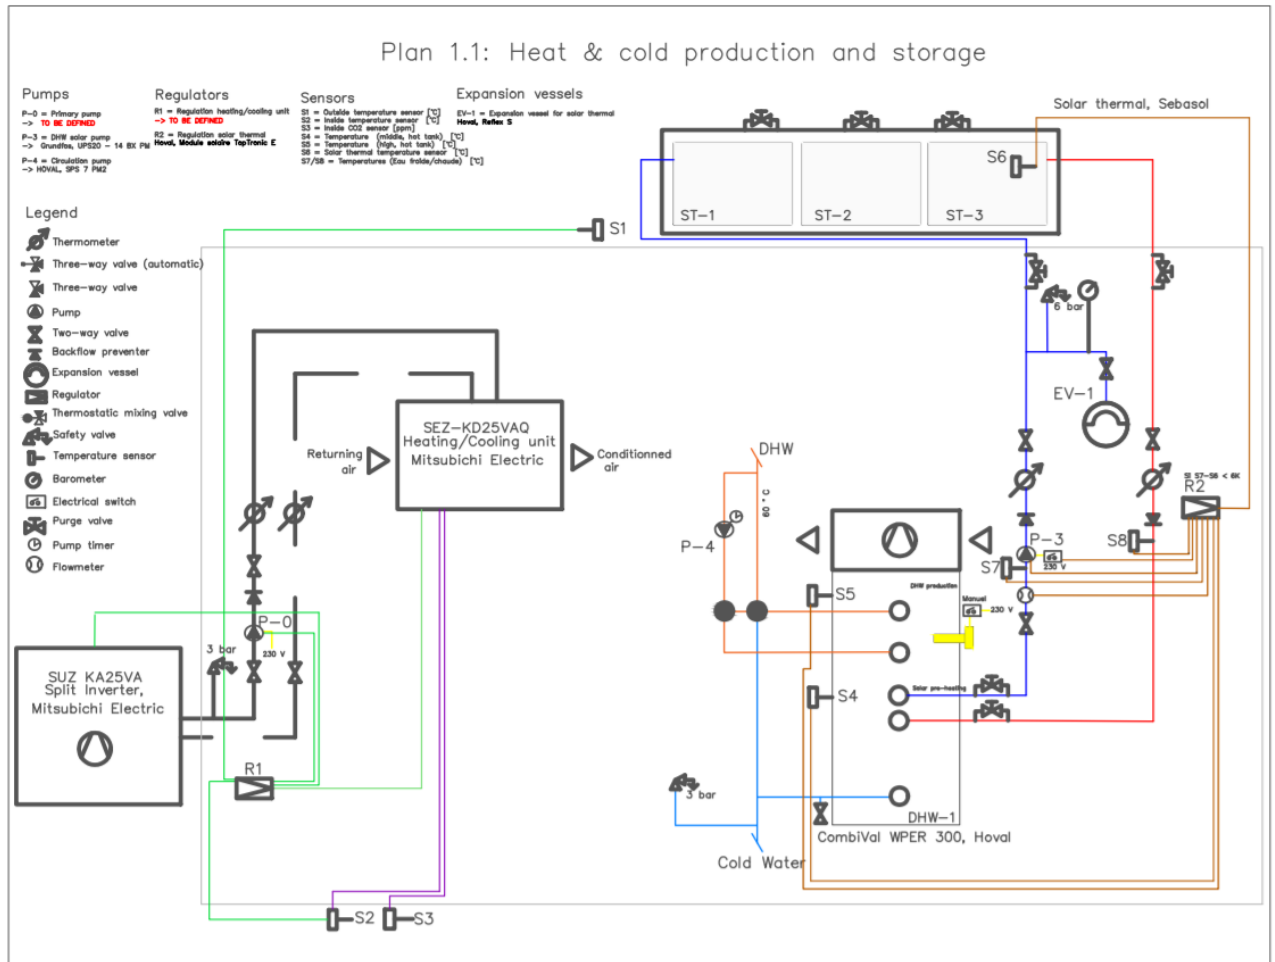 Plan 1.1: Heat & cold production and storage
Pumps
P-0 = Primary pump
-> TO BE DEFINED
P-3 = DHW solar pump
-> Grundfos, UPS20 - 14 BX PM
P-4 = Circulation pump
-> HOVAL, SPS 7 PM2
Regulators
R1 = Regulation heating/cooling unit
-> TO BE DEFINED
R2 = Regulation solar thermal
Hoval, Module solaire TopTronic E
Sensors
S1 = Outside temperature sensor [°C]
S2 = Inside temperature sensor [°C]
S3 = Inside CO2 sensor [ppm]
S4 = Temperature (middle, hot tank) [°C]
S5 = Temperature (high, hot tank) [°C]
S6 = Solar thermal temperature sensor [°C]
S7/S8 = Temperatures (Eau froide/chaude) [°C]
Expansion vessels
EV-1 = Expansion vessel for solar thermal
Hoval, Reflex S
Solar thermal, Sebasol
S6
ST-1
ST-2
ST-3
Legend
Thermometer
Three-way valve (automatic)
Three-way valve
Pump
Two-way valve
Backflow preventer
Expansion vessel
Regulator
Thermostatic mixing valve
Safety valve
Temperature sensor
Barometer
Electrical switch
Purge valve
Pump timer
Flowmeter
S1
6 bar
EV-1
SEZ-KD25VAQ
Heating/Cooling unit
Mitsubichi Electric
Returning
air
Conditionned
air
DHW
60 °C
P-4
SI S7-S6 < 6K
R2
P-3
S8
S7
230 V
DHW production
S5
Manuel
230 V
P-0
230 V
3 bar
SUZ KA25VA
Split Inverter,
Mitsubichi Electric
Solar pre-heating
S4
R1
3 bar
DHW-1
CombiVal WPER 300, Hoval
Cold Water
S2
S3